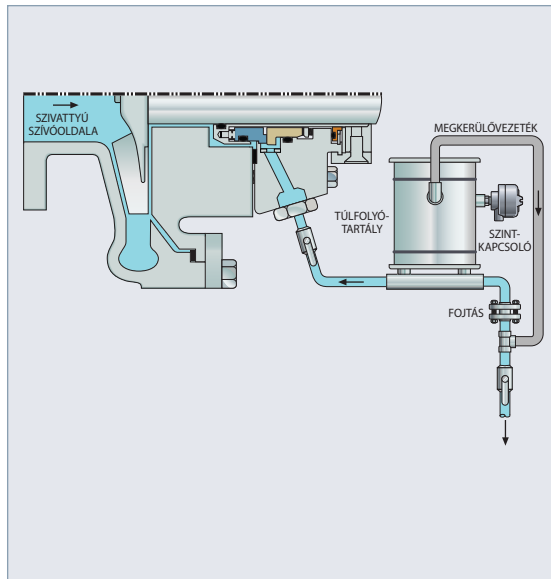 SZIVATTYÚ
SZÍVÓOLDALA
MEGKERÜLŐVEZETÉK
TÚLFOLYÓ-
TARTÁLY
SZINT-
KAPCSOLÓ
FOJTÁS